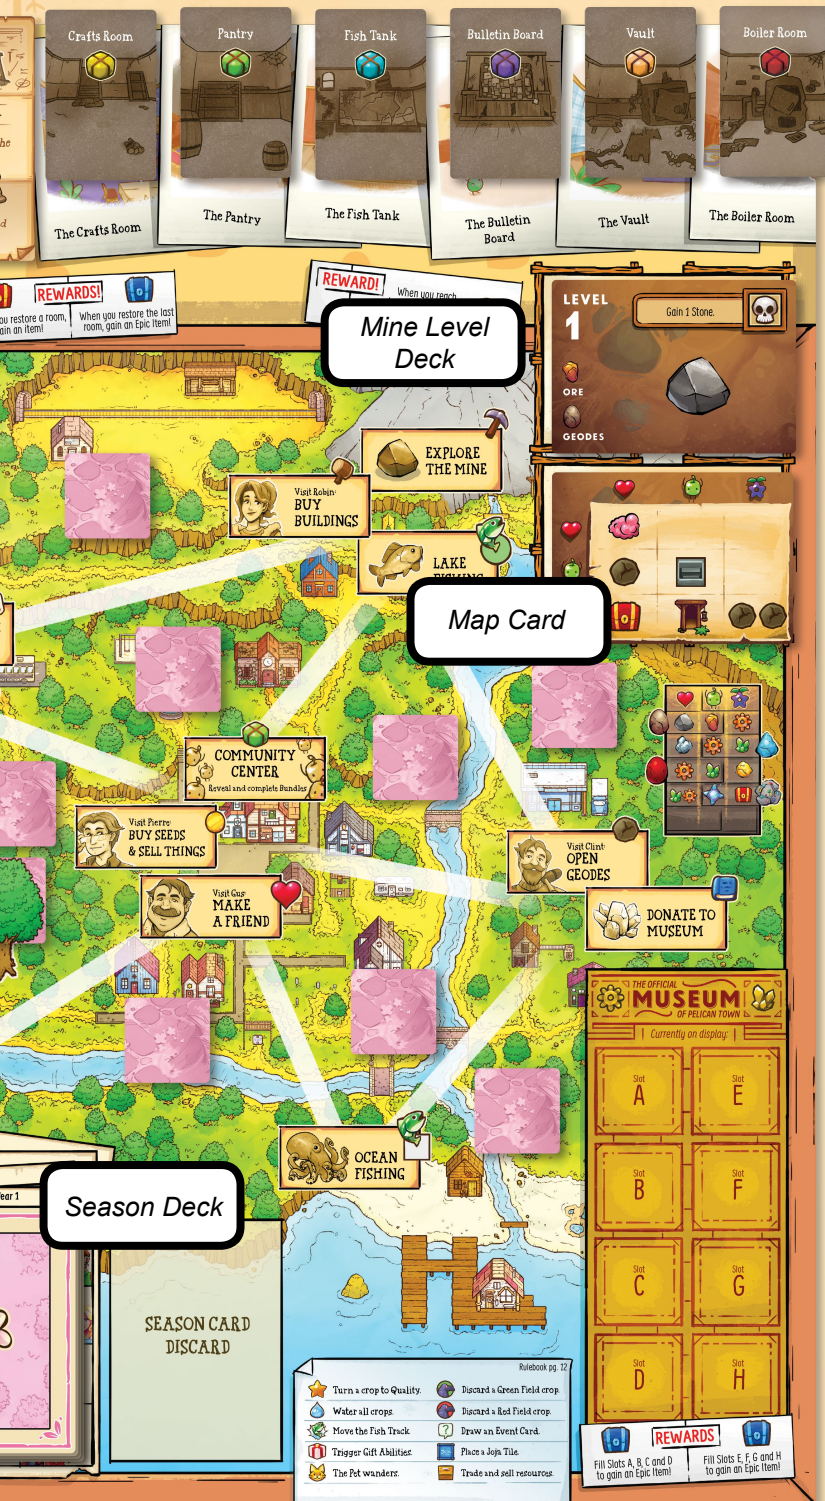 Crafts Room
Pantry
Fish Tank
Bulletin Board
Vault
Boiler Room
he
d
The Crafts Room
The Pantry
The Fish Tank
The Bulletin
Board
The Vault
The Boiler Room
REWARDS!
ou restore a room,
ain an item!
When you restore the last
room, gain an Epic Item!
REWARD!
When you reach
Mine Level
Deck
LEVEL
1
Gain 1 Stone.
ORE
GEODES
EXPLORE
THE MINE
Visit Robin:
BUY
BUILDINGS
LAKE
FISHING
Map Card
COMMUNITY
CENTER
Reveal and complete Bundles
Visit Pierre:
BUY SEEDS
& SELL THINGS
Visit Clint:
OPEN
GEODES
Visit Gus:
MAKE
A FRIEND
DONATE TO
MUSEUM
THE OFFICIAL
MUSEUM
OF PELICAN TOWN
Currently on display:
Slot
A
Slot
E
Slot
B
Slot
F
Slot
C
Slot
G
Slot
D
Slot
H
OCEAN
FISHING
ear 1
Season Deck
SEASON CARD
DISCARD
Rulebook pg. 12
Turn a crop to Quality.
Discard a Green Field crop.
Water all crops.
Discard a Red Field crop.
Move the Fish Track
Draw an Event Card.
Trigger Gift Abilities.
Place a Joja Tile.
The Pet wanders.
Trade and sell resources.
REWARDS
Fill Slots A, B, C and D
to gain an Epic Item!
Fill Slots E, F, G and H
to gain an Epic Item!